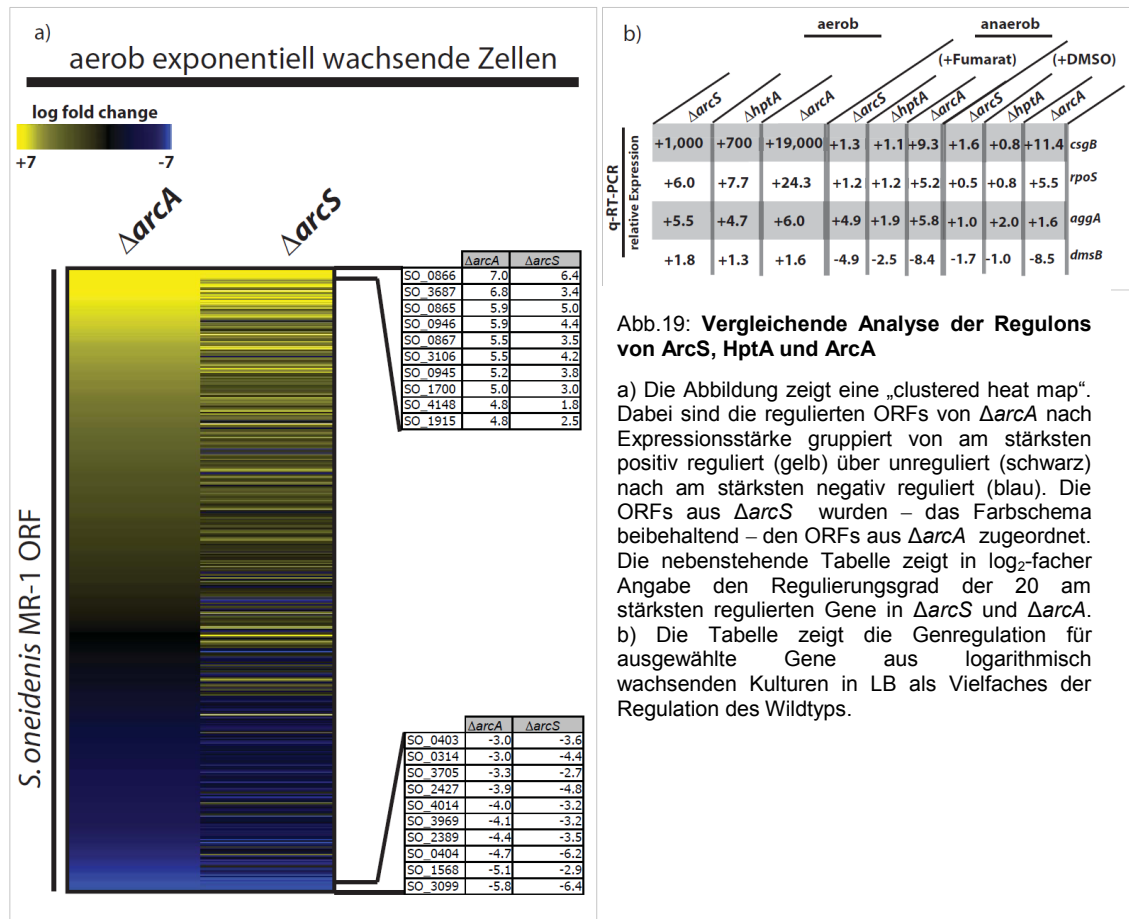 a)
aerob exponentiell wachsende Zellen
log fold change
+7 -7
ΔarcA ΔarcS
S. oneidenis MR-1 ORF
ΔarcA ΔarcS
SO_0866 7.0 6.4
SO_3687 6.8 3.4
SO_0865 5.9 5.0
SO_0946 5.9 4.4
SO_0867 5.5 3.5
SO_3106 5.5 4.2
SO_0945 5.2 3.8
SO_1700 5.0 3.0
SO_4148 4.8 1.8
SO_1915 4.8 2.5
ΔarcA ΔarcS
SO_0403 -3.0 -3.6
SO_0314 -3.0 -4.4
SO_3705 -3.3 -2.7
SO_2427 -3.9 -4.8
SO_4014 -4.0 -3.2
SO_3969 -4.1 -3.2
SO_2389 -4.4 -3.5
SO_0404 -4.7 -6.2
SO_1568 -5.1 -2.9
SO_3099 -5.8 -6.4
b)
aerob anaerob
(+Fumarat) (+DMSO)
ΔarcS ΔhptA ΔarcA ΔarcS ΔhptA ΔarcA ΔarcS ΔhptA ΔarcA
q-RT-PCR
relative Expression
+1,000 +700 +19,000 +1.3 +1.1 +9.3 +1.6 +0.8 +11.4 csgB
+6.0 +7.7 +24.3 +1.2 +1.2 +5.2 +0.5 +0.8 +5.5 rpoS
+5.5 +4.7 +6.0 +4.9 +1.9 +5.8 +1.0 +2.0 +1.6 aggA
+1.8 +1.3 +1.6 -4.9 -2.5 -8.4 -1.7 -1.0 -8.5 dmsB
Abb.19: Vergleichende Analyse der Regulons
von ArcS, HptA und ArcA
a) Die Abbildung zeigt eine „clustered heat map“.
Dabei sind die regulierten ORFs von ΔarcA nach
Expressionsstärke gruppiert von am stärksten
positiv reguliert (gelb) über unreguliert (schwarz)
nach am stärksten negativ reguliert (blau). Die
ORFs aus ΔarcS wurden – das Farbschema
beibehaltend – den ORFs aus ΔarcA zugeordnet.
Die nebenstehende Tabelle zeigt in log₂-facher
Angabe den Regulierungsgrad der 20 am
stärksten regulierten Gene in ΔarcS und ΔarcA.
b) Die Tabelle zeigt die Genregulation für
ausgewählte Gene aus logarithmisch
wachsenden Kulturen in LB als Vielfaches der
Regulation des Wildtyps.